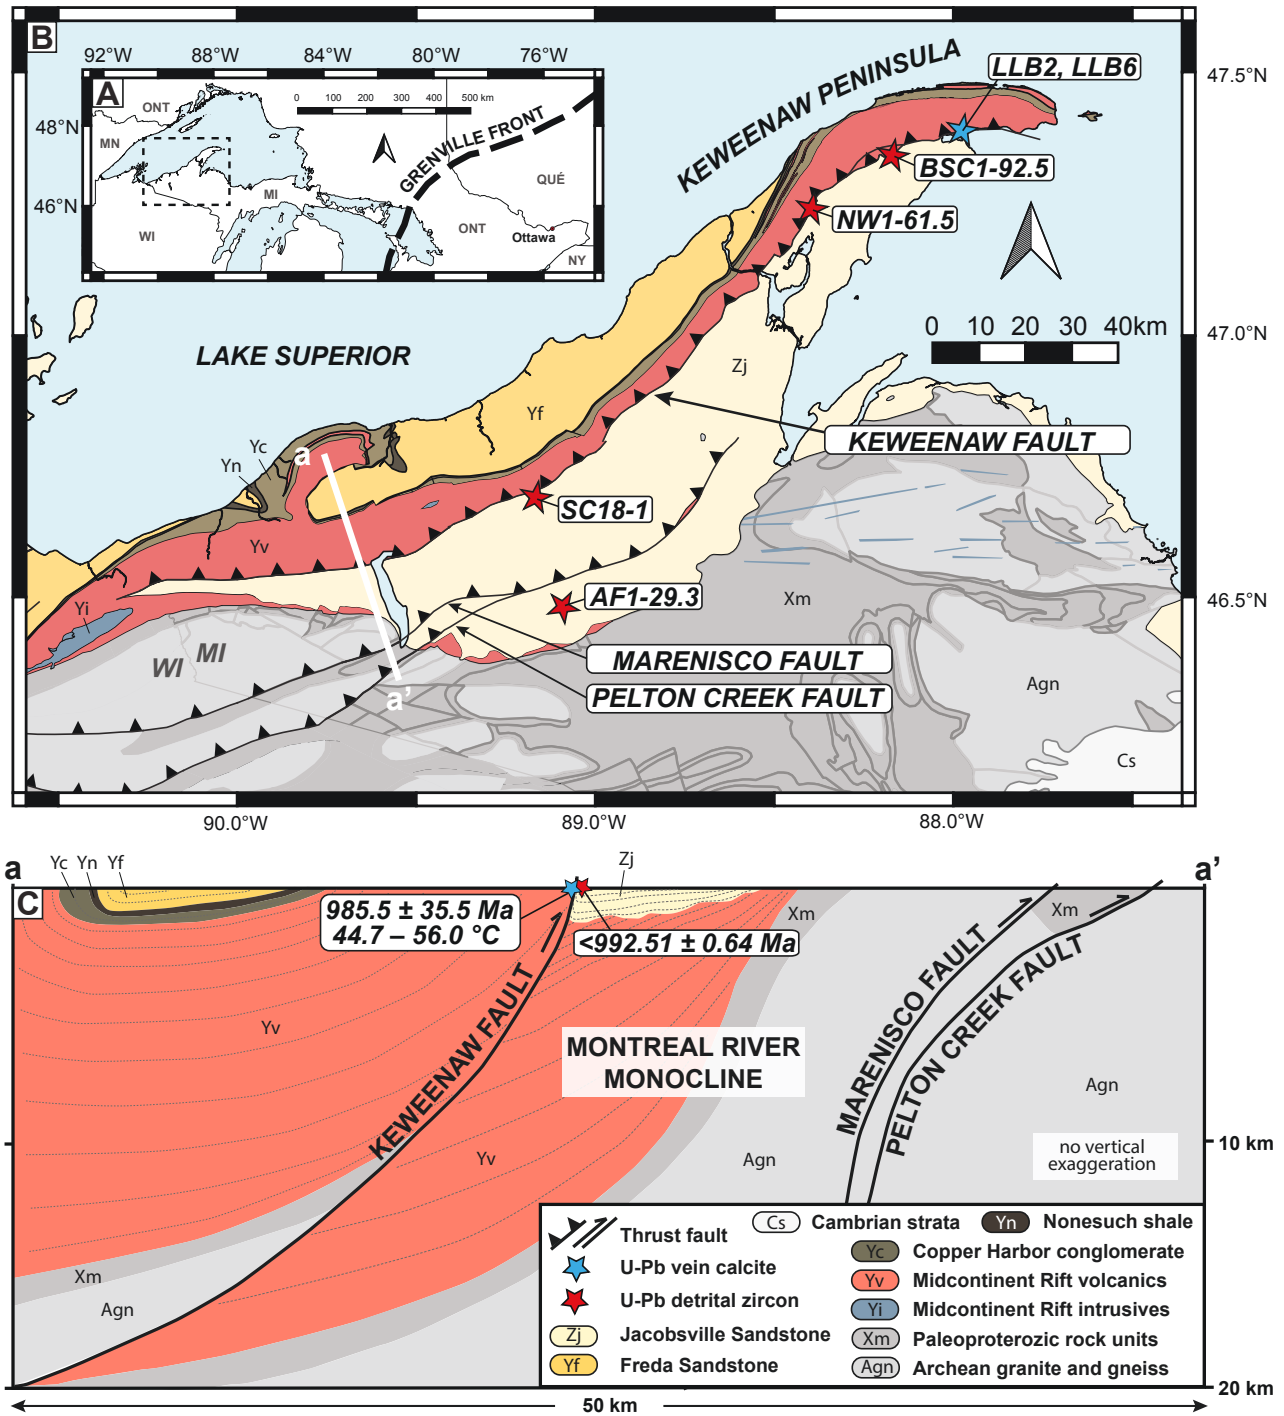 B
92°W
88°W
84°W
80°W
76°W
A
0 100 200 300 400 500 km
ONT
MN
48°N
46°N
WI
MI
GRENVILLE FRONT
QUÉ
ONT
Ottawa
NY
KEWEENAW PENINSULA
LLB2, LLB6
47.5°N
BSC1-92.5
NW1-61.5
0 10 20 30 40km
47.0°N
LAKE SUPERIOR
Zj
Yf
KEWEENAW FAULT
Yc
Yn
a
SC18-1
Yv
AF1-29.3
Xm
46.5°N
Yi
WI
MI
MARENISCO FAULT
PELTON CREEK FAULT
a'
Agn
Cs
90.0°W
89.0°W
88.0°W
a
a'
Yc Yn Yf
Zj
C
985.5 ± 35.5 Ma
44.7 – 56.0 °C
<992.51 ± 0.64 Ma
Xm
Xm
KEWEENAW FAULT
Yv
MONTREAL RIVER
MONOCLINE
MARENISCO FAULT
PELTON CREEK FAULT
Agn
Yv
Agn
no vertical
exaggeration
10 km
Xm
Agn
Thrust fault
U-Pb vein calcite
U-Pb detrital zircon
Zj Jacobsville Sandstone
Yf Freda Sandstone
Cs Cambrian strata
Yn Nonesuch shale
Yc Copper Harbor conglomerate
Yv Midcontinent Rift volcanics
Yi Midcontinent Rift intrusives
Xm Paleoproterozic rock units
Agn Archean granite and gneiss
20 km
50 km